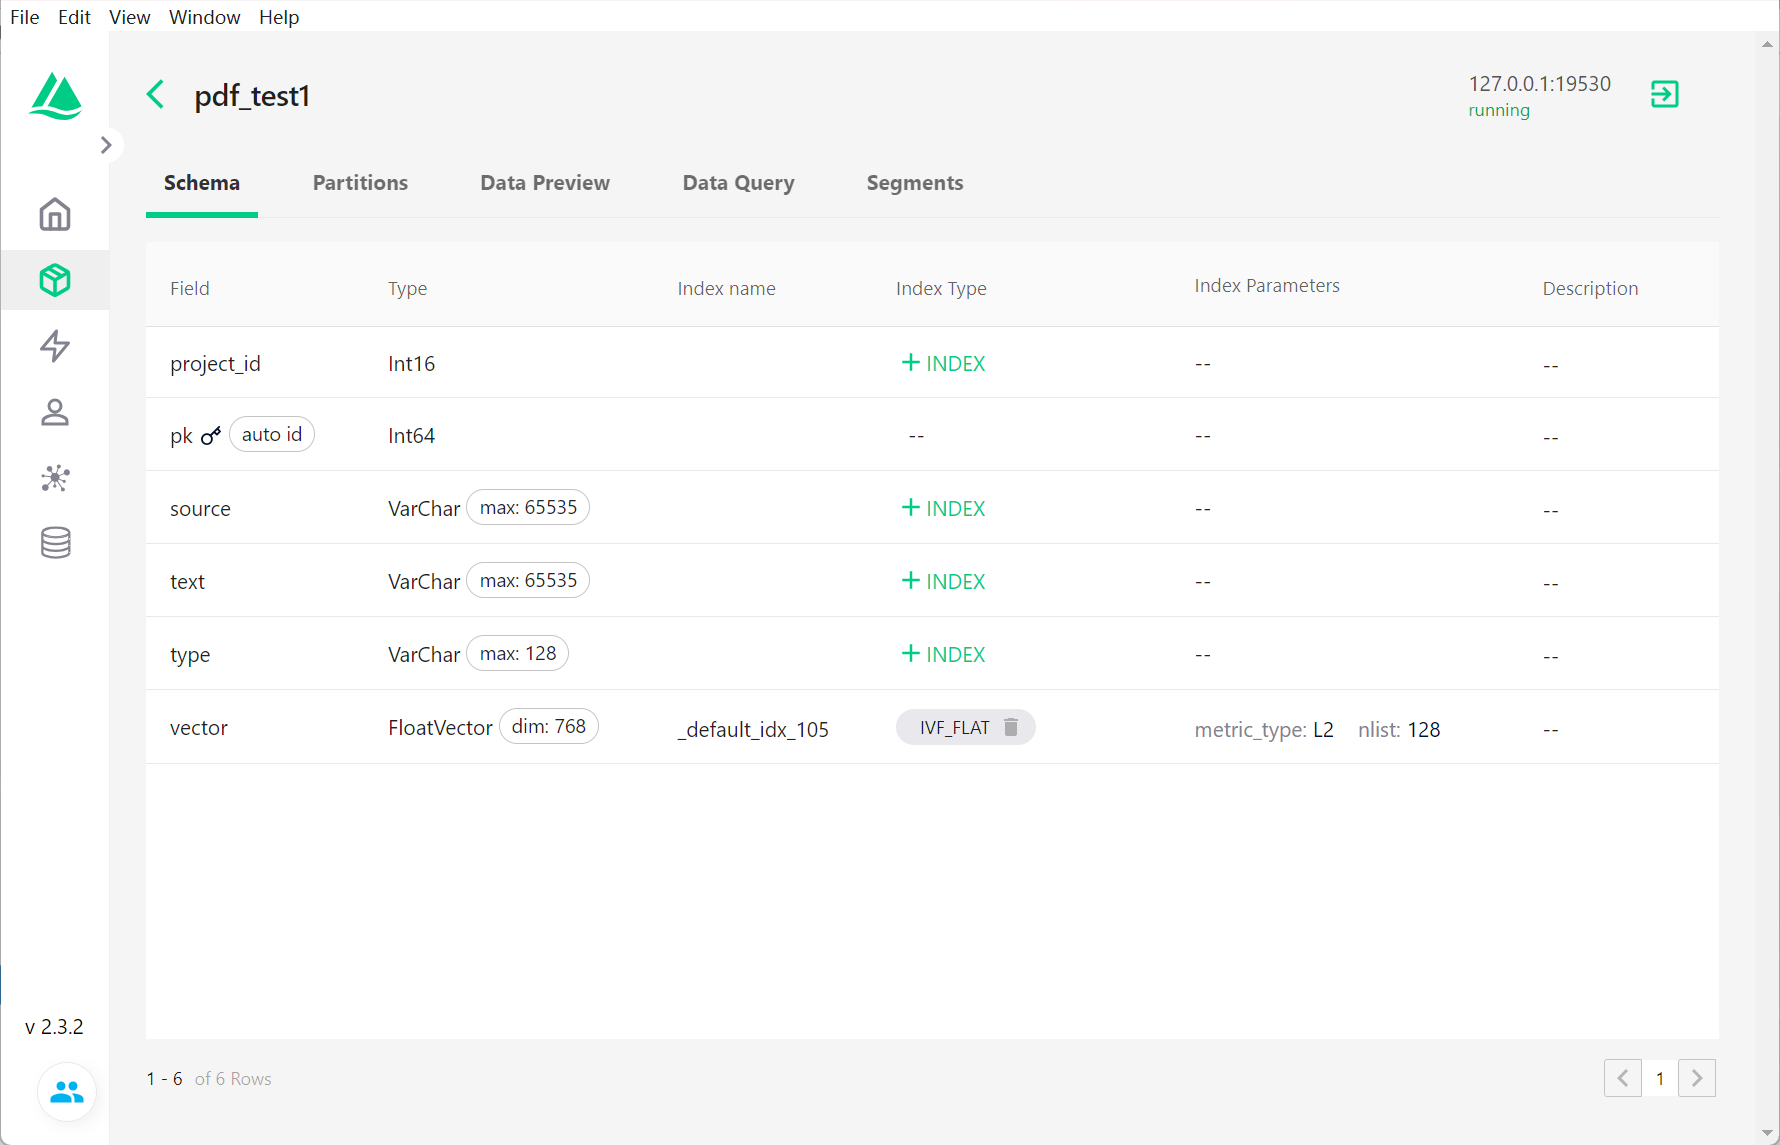 File Edit View Window Help
pdf_test1
127.0.0.1:19530
running
Schema Partitions Data Preview Data Query Segments
Field Type Index name Index Type Index Parameters Description
project_id Int16 + INDEX -- --
pk auto id Int64 -- -- --
source VarChar max: 65535 + INDEX -- --
text VarChar max: 65535 + INDEX -- --
type VarChar max: 128 + INDEX -- --
vector FloatVector dim: 768 _default_idx_105 IVF_FLAT metric_type: L2 nlist: 128 --
v 2.3.2
1 - 6 of 6 Rows
1